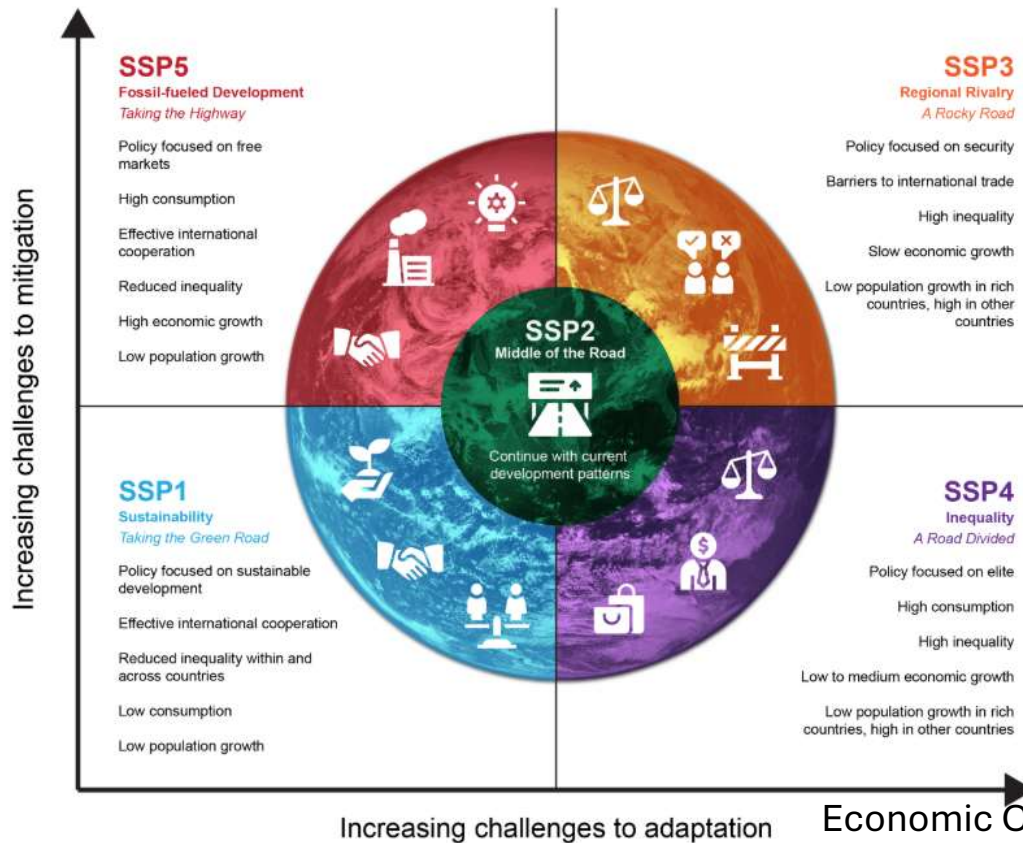 Increasing challenges to mitigation
SSP5
Fossil-fueled Development
Taking the Highway
Policy focused on free
markets
High consumption
Effective international
cooperation
Reduced inequality
High economic growth
Low population growth
SSP3
Regional Rivalry
A Rocky Road
Policy focused on security
Barriers to international trade
High inequality
Slow economic growth
Low population growth in rich
countries, high in other
countries
SSP2
Middle of the Road
Continue with current
development patterns
SSP1
Sustainability
Taking the Green Road
Policy focused on sustainable
development
Effective international cooperation
Reduced inequality within and
across countries
Low consumption
Low population growth
SSP4
Inequality
A Road Divided
Policy focused on elite
High consumption
High inequality
Low to medium economic growth
Low population growth in rich
countries, high in other countries
Increasing challenges to adaptation
Economic